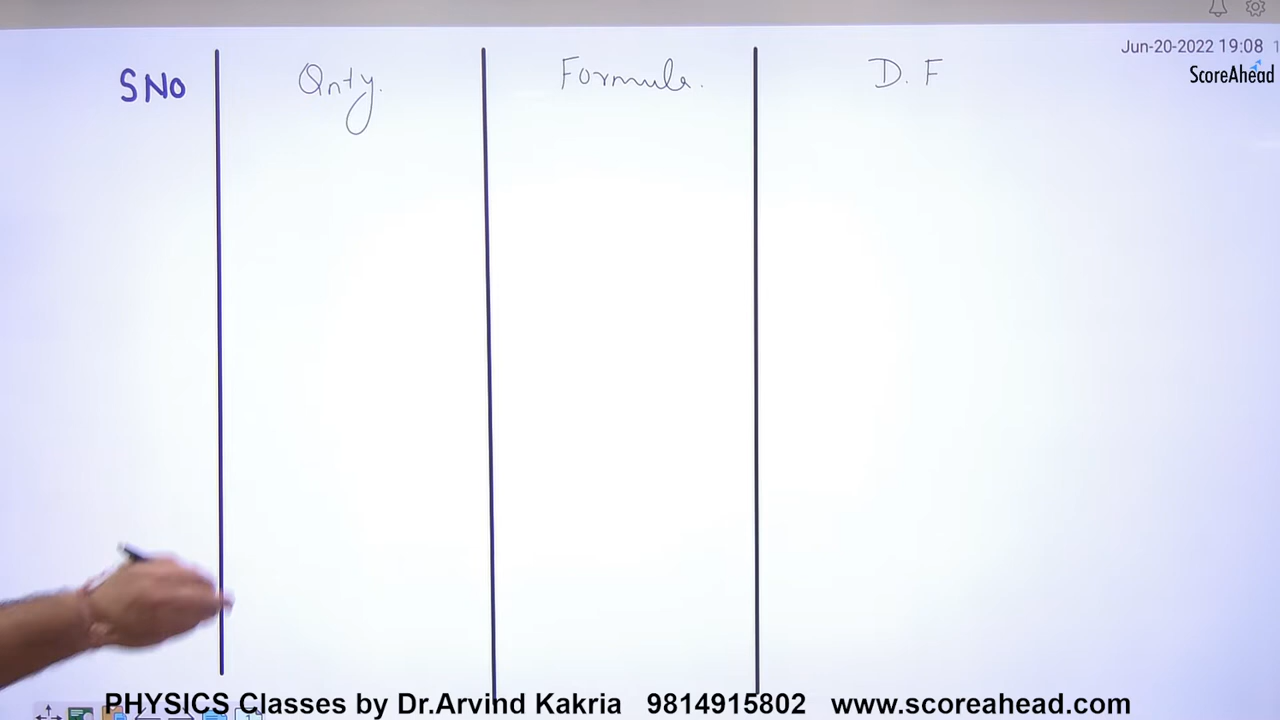 Jun-20-2022 19:08 1
ScoreAhead
SNo Qnty. Formula. D. F
PHYSICS Classes by Dr.Arvind Kakria 9814915802 www.scoreahead.com